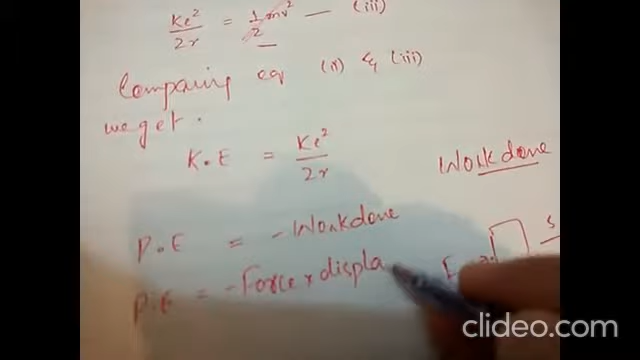 Ke²/2r = 1/2 mv² — (iii)
Comparing eq (ii) & (iii)
we get.
K.E = Ke²/2r
Workdone
P.E = - Workdone
S
P.E = - Force x displa
clideo.com